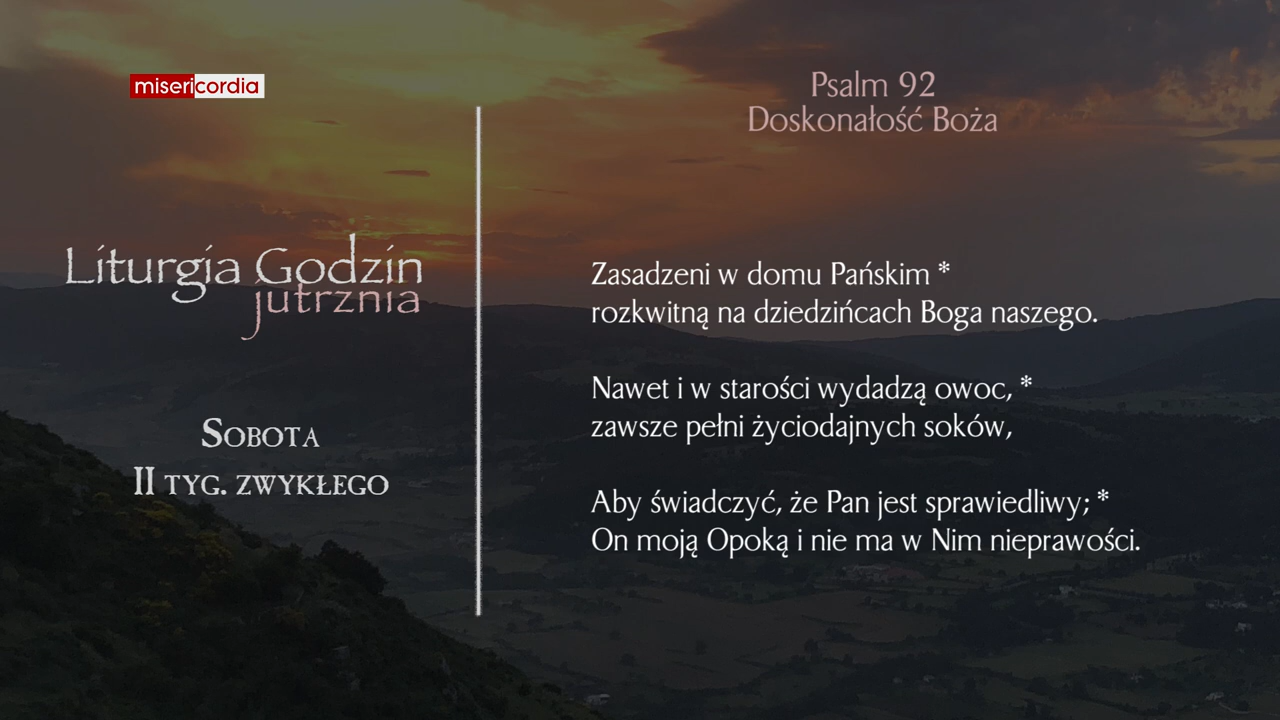 misericordia
Liturgia Godzin
jutrznia
Sobota
II tyg. zwykłego
Psalm 92
Doskonałość Boża
Zasadzeni w domu Pańskim *
rozkwitną na dziedzińcach Boga naszego.
Nawet i w starości wydadzą owoc, *
zawsze pełni życiodajnych soków,
Aby świadczyć, że Pan jest sprawiedliwy; *
On moją Opoką i nie ma w Nim nieprawości.